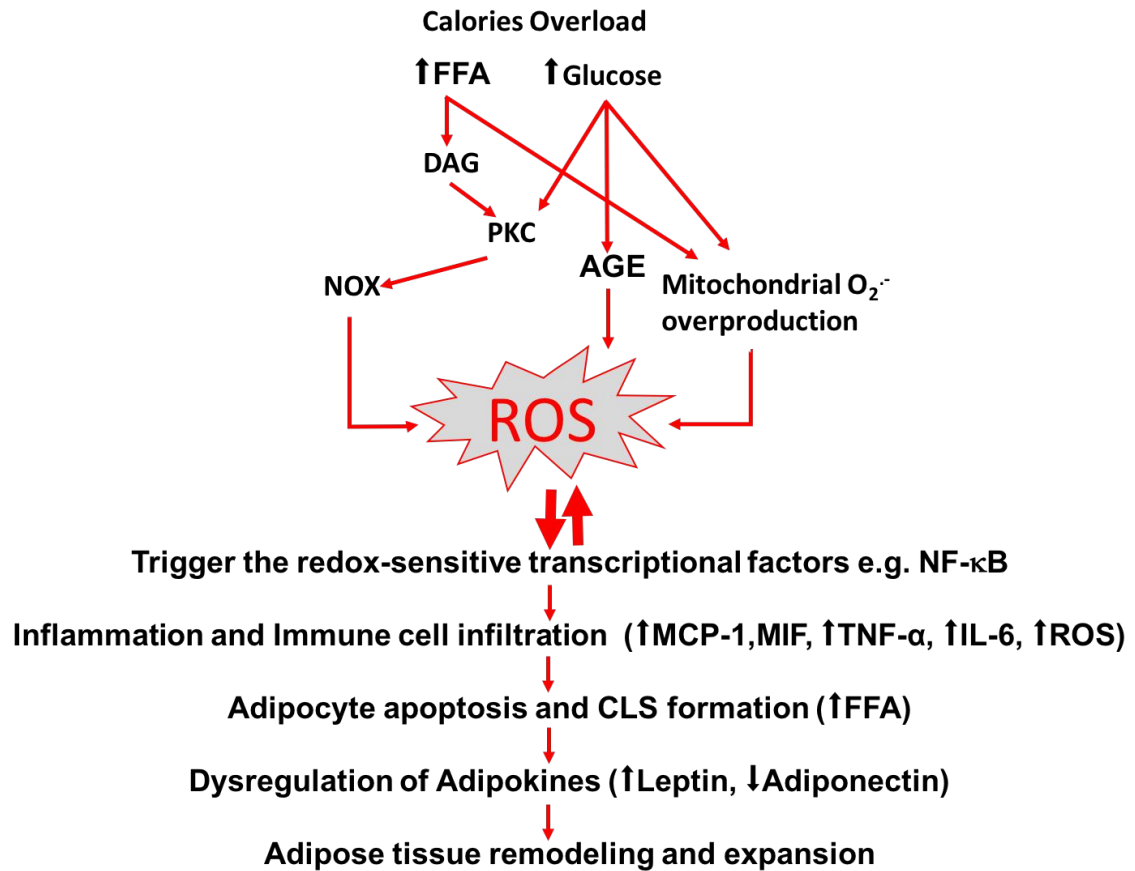 Calories Overload
⬆FFA ⬆Glucose
DAG
PKC
AGE
NOX
Mitochondrial O₂·-
overproduction
ROS
Trigger the redox-sensitive transcriptional factors e.g. NF-κB
Inflammation and Immune cell infiltration (⬆MCP-1,MIF, ⬆TNF-α, ⬆IL-6, ⬆ROS)
Adipocyte apoptosis and CLS formation (⬆FFA)
Dysregulation of Adipokines (⬆Leptin, ⬇Adiponectin)
Adipose tissue remodeling and expansion